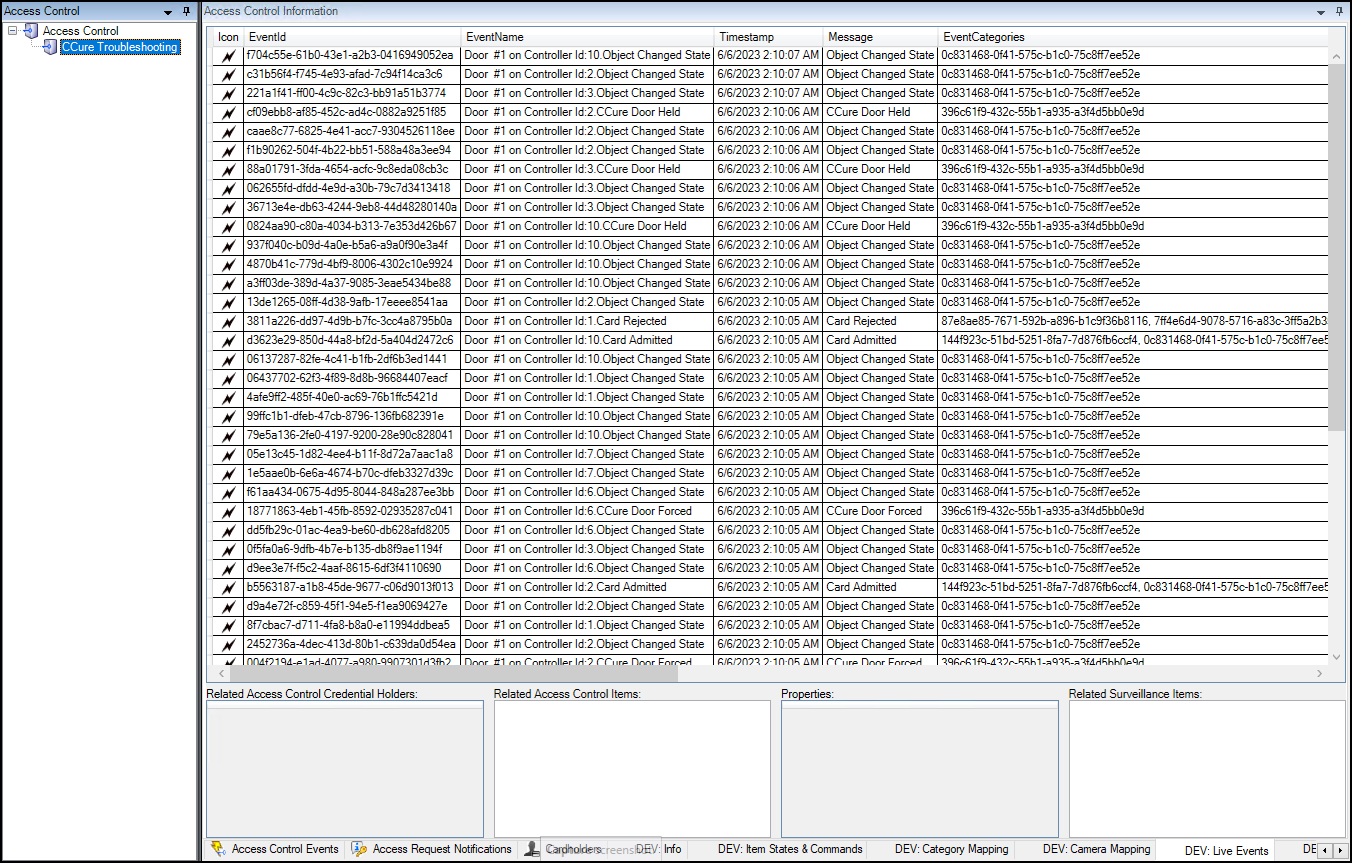 Access Control
Access Control
CCure Troubleshooting
Access Control Information
Icon EventId EventName Timestamp Message EventCategories
f704c55e-61b0-43e1-a2b3-0416949052ea Door #1 on Controller Id:10.Object Changed State 6/6/2023 2:10:07 AM Object Changed State 0c831468-0f41-575c-b1c0-75c8ff7ee52e
c31b56f4-f745-4e93-afad-7c94f14ca3c6 Door #1 on Controller Id:2.Object Changed State 6/6/2023 2:10:07 AM Object Changed State 0c831468-0f41-575c-b1c0-75c8ff7ee52e
221a1f41-ff00-4c9c-82c3-bb91a51b3774 Door #1 on Controller Id:3.Object Changed State 6/6/2023 2:10:07 AM Object Changed State 0c831468-0f41-575c-b1c0-75c8ff7ee52e
cf09ebb8-af85-452c-ad4c-0882a9251f85 Door #1 on Controller Id:2.CCure Door Held 6/6/2023 2:10:06 AM CCure Door Held 396c61f9-432c-55b1-a935-a3f4d5bb0e9d
caae8c77-6825-4e41-acc7-9304526118ee Door #1 on Controller Id:2.Object Changed State 6/6/2023 2:10:06 AM Object Changed State 0c831468-0f41-575c-b1c0-75c8ff7ee52e
f1b90262-504f-4b22-bb51-588a48a3ee94 Door #1 on Controller Id:2.Object Changed State 6/6/2023 2:10:06 AM Object Changed State 0c831468-0f41-575c-b1c0-75c8ff7ee52e
88a01791-3fda-4654-acfc-9c8eda08cb3c Door #1 on Controller Id:3.CCure Door Held 6/6/2023 2:10:06 AM CCure Door Held 396c61f9-432c-55b1-a935-a3f4d5bb0e9d
062655fd-dfdd-4e9d-a30b-79c7d3413418 Door #1 on Controller Id:3.Object Changed State 6/6/2023 2:10:06 AM Object Changed State 0c831468-0f41-575c-b1c0-75c8ff7ee52e
36713e4e-db63-4244-9eb8-44d48280140a Door #1 on Controller Id:3.Object Changed State 6/6/2023 2:10:06 AM Object Changed State 0c831468-0f41-575c-b1c0-75c8ff7ee52e
0824aa90-c80a-4034-b313-7e353d426b67 Door #1 on Controller Id:10.CCure Door Held 6/6/2023 2:10:06 AM CCure Door Held 396c61f9-432c-55b1-a935-a3f4d5bb0e9d
937f040c-b09d-4a0e-b5a6-a9a0f90e3a4f Door #1 on Controller Id:10.Object Changed State 6/6/2023 2:10:06 AM Object Changed State 0c831468-0f41-575c-b1c0-75c8ff7ee52e
4870b41c-779d-4bf9-8006-4302c10e9924 Door #1 on Controller Id:10.Object Changed State 6/6/2023 2:10:06 AM Object Changed State 0c831468-0f41-575c-b1c0-75c8ff7ee52e
a3ff03de-389d-4a37-9085-3eae5434be88 Door #1 on Controller Id:10.Object Changed State 6/6/2023 2:10:06 AM Object Changed State 0c831468-0f41-575c-b1c0-75c8ff7ee52e
13de1265-08ff-4d38-9afb-17eeee8541aa Door #1 on Controller Id:2.Object Changed State 6/6/2023 2:10:05 AM Object Changed State 0c831468-0f41-575c-b1c0-75c8ff7ee52e
3811a226-dd97-4d9b-b7fc-3cc4a8795b0a Door #1 on Controller Id:1.Card Rejected 6/6/2023 2:10:05 AM Card Rejected 87e8ae85-7671-592b-a896-b1c9f36b8116, 7ff4e6d4-9078-5716-a83c-3ff5a2b3
d3623e29-850d-44a8-bf2d-5a404d2472c6 Door #1 on Controller Id:10.Card Admitted 6/6/2023 2:10:05 AM Card Admitted 144f923c-51bd-5251-8fa7-7d876fb6ccf4, 0c831468-0f41-575c-b1c0-75c8ff7ee5
06137287-82fe-4c41-b1fb-2df6b3ed1441 Door #1 on Controller Id:10.Object Changed State 6/6/2023 2:10:05 AM Object Changed State 0c831468-0f41-575c-b1c0-75c8ff7ee52e
06437702-62f3-4f89-8d8b-96684407eacf Door #1 on Controller Id:1.Object Changed State 6/6/2023 2:10:05 AM Object Changed State 0c831468-0f41-575c-b1c0-75c8ff7ee52e
4afe9ff2-485f-40e0-ac69-76b1ffc5421d Door #1 on Controller Id:1.Object Changed State 6/6/2023 2:10:05 AM Object Changed State 0c831468-0f41-575c-b1c0-75c8ff7ee52e
99ffc1b1-dfeb-47cb-8796-136fb682391e Door #1 on Controller Id:10.Object Changed State 6/6/2023 2:10:05 AM Object Changed State 0c831468-0f41-575c-b1c0-75c8ff7ee52e
79e5a136-2fe0-4197-9200-28e90c828041 Door #1 on Controller Id:10.Object Changed State 6/6/2023 2:10:05 AM Object Changed State 0c831468-0f41-575c-b1c0-75c8ff7ee52e
05e13c45-1d82-4ee4-b11f-8d72a7aac1a8 Door #1 on Controller Id:7.Object Changed State 6/6/2023 2:10:05 AM Object Changed State 0c831468-0f41-575c-b1c0-75c8ff7ee52e
1e5aae0b-6e6a-4674-b70c-dfeb3327d39c Door #1 on Controller Id:7.Object Changed State 6/6/2023 2:10:05 AM Object Changed State 0c831468-0f41-575c-b1c0-75c8ff7ee52e
f61aa434-0675-4d95-8044-848a287ee3bb Door #1 on Controller Id:6.Object Changed State 6/6/2023 2:10:05 AM Object Changed State 0c831468-0f41-575c-b1c0-75c8ff7ee52e
18771863-4eb1-45fb-8592-02935287c041 Door #1 on Controller Id:6.CCure Door Forced 6/6/2023 2:10:05 AM CCure Door Forced 396c61f9-432c-55b1-a935-a3f4d5bb0e9d
dd5fb29c-01ac-4ea9-be60-db628afd8205 Door #1 on Controller Id:6.Object Changed State 6/6/2023 2:10:05 AM Object Changed State 0c831468-0f41-575c-b1c0-75c8ff7ee52e
0f5fa0a6-9dfb-4b7e-b135-db8f9ae1194f Door #1 on Controller Id:3.Object Changed State 6/6/2023 2:10:05 AM Object Changed State 0c831468-0f41-575c-b1c0-75c8ff7ee52e
d9ee3e7f-f5c2-4aaf-8615-6df3f4110690 Door #1 on Controller Id:6.Object Changed State 6/6/2023 2:10:05 AM Object Changed State 0c831468-0f41-575c-b1c0-75c8ff7ee52e
b5563187-a1b8-45de-9677-c06d9013f013 Door #1 on Controller Id:2.Card Admitted 6/6/2023 2:10:05 AM Card Admitted 144f923c-51bd-5251-8fa7-7d876fb6ccf4, 0c831468-0f41-575c-b1c0-75c8ff7ee5
d9a4e72f-c859-45f1-94e5-f1ea9069427e Door #1 on Controller Id:2.Object Changed State 6/6/2023 2:10:05 AM Object Changed State 0c831468-0f41-575c-b1c0-75c8ff7ee52e
8f7cbac7-d711-4fa8-b8a0-e11994ddbea5 Door #1 on Controller Id:1.Object Changed State 6/6/2023 2:10:05 AM Object Changed State 0c831468-0f41-575c-b1c0-75c8ff7ee52e
2452736a-4dec-413d-80b1-c639da0d54ea Door #1 on Controller Id:2.Object Changed State 6/6/2023 2:10:05 AM Object Changed State 0c831468-0f41-575c-b1c0-75c8ff7ee52e
004f2194-e1ad-4077-a980-9907301d3fb2 Door #1 on Controller Id:2.CCure Door Forced 6/6/2023 2:10:05 AM CCure Door Forced 396c61f9-432c-55b1-a935-a3f4d5bb0e9d
Related Access Control Credential Holders: Related Access Control Items: Properties: Related Surveillance Items:
Access Control Events Access Request Notifications Cardholders DEV: Info DEV: Item States & Commands DEV: Category Mapping DEV: Camera Mapping DEV: Live Events DE